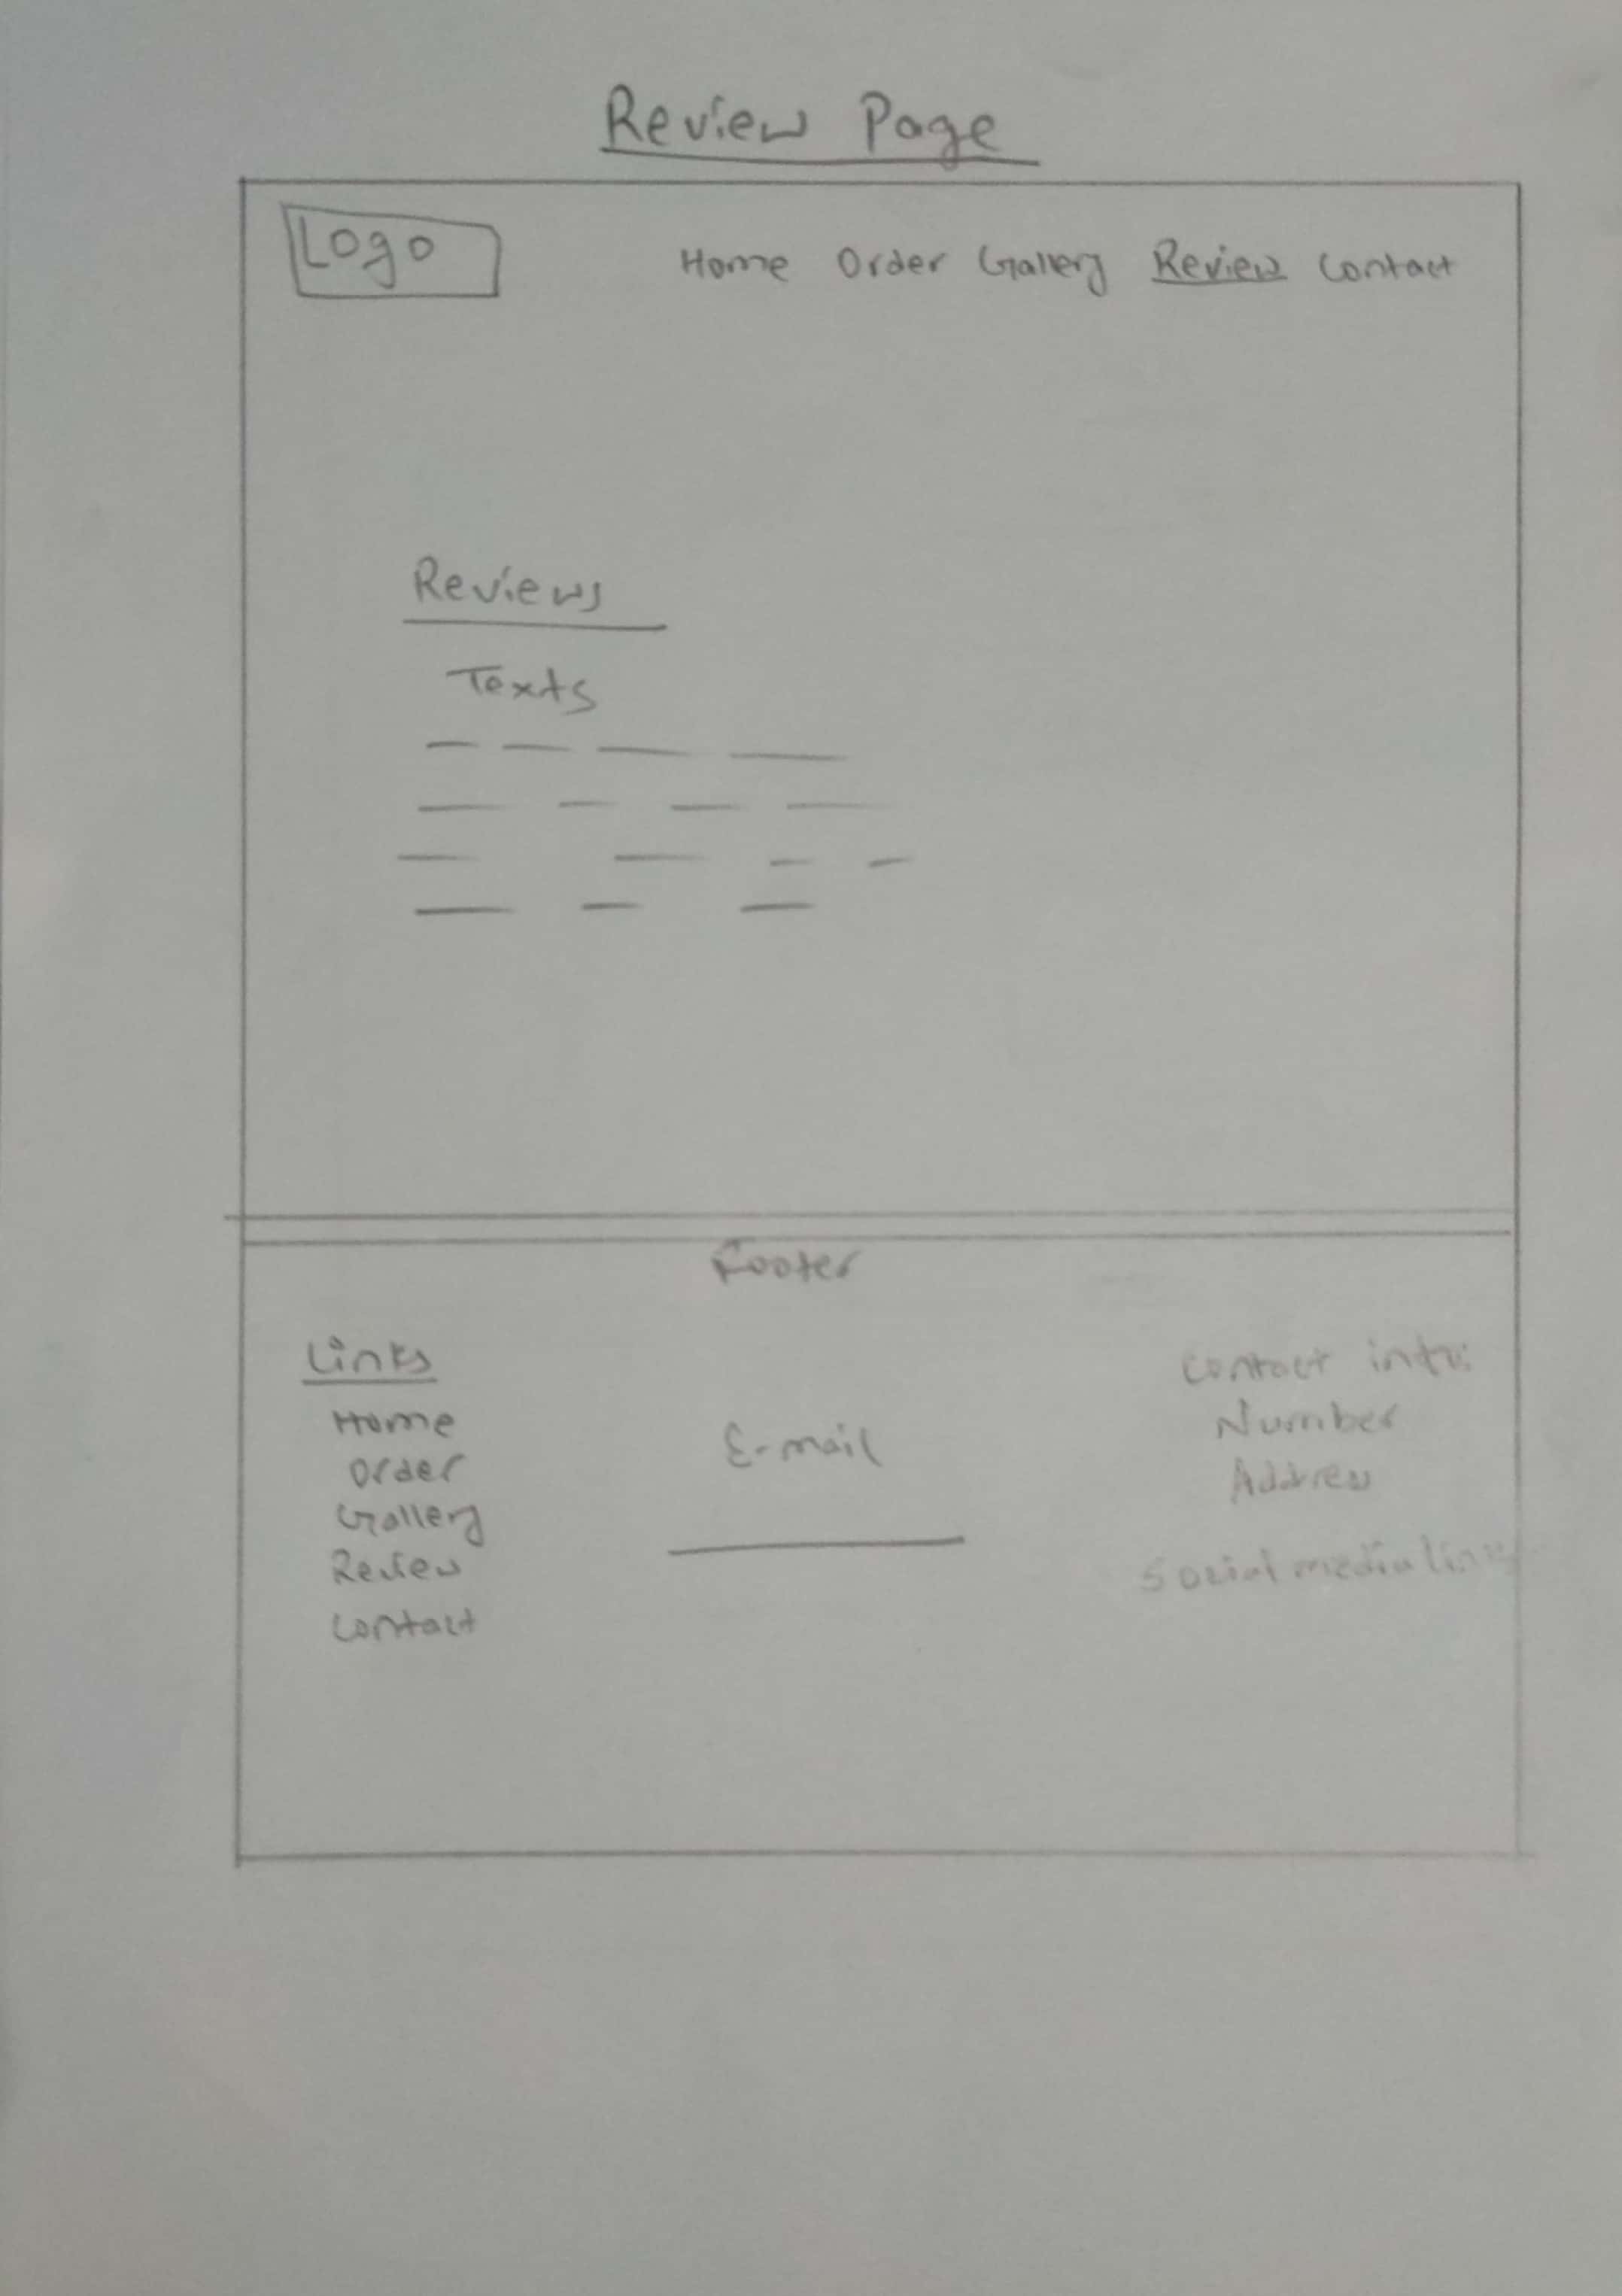 Review Page
Logo
Home Order Gallery Review Contact
Reviews
Texts
Footer
Links
Home
Order
Gallery
Review
Contact
E-mail
Contact info:
Number
Address
Social media links